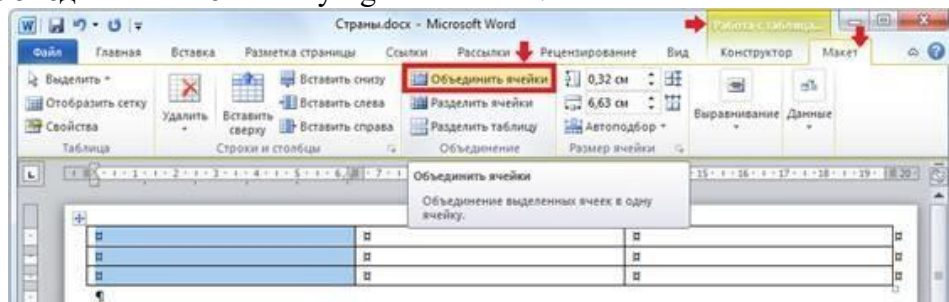 Страны.docx - Microsoft Word
Работа с таблица...
Файл Главная Вставка Разметка страницы Ссылки Рассылки Рецензирование Вид Конструктор Макет
Выделить
Отобразить сетку
Свойства
Таблица
Удалить
Вставить сверху
Вставить снизу
Вставить слева
Вставить справа
Строки и столбцы
Объединить ячейки
Разделить ячейки
Разделить таблицу
Объединение
0,32 см
6,63 см
Автоподбор
Размер ячейки
Выравнивание
Данные
Объединить ячейки
Объединение выделенных ячеек в одну
ячейку.